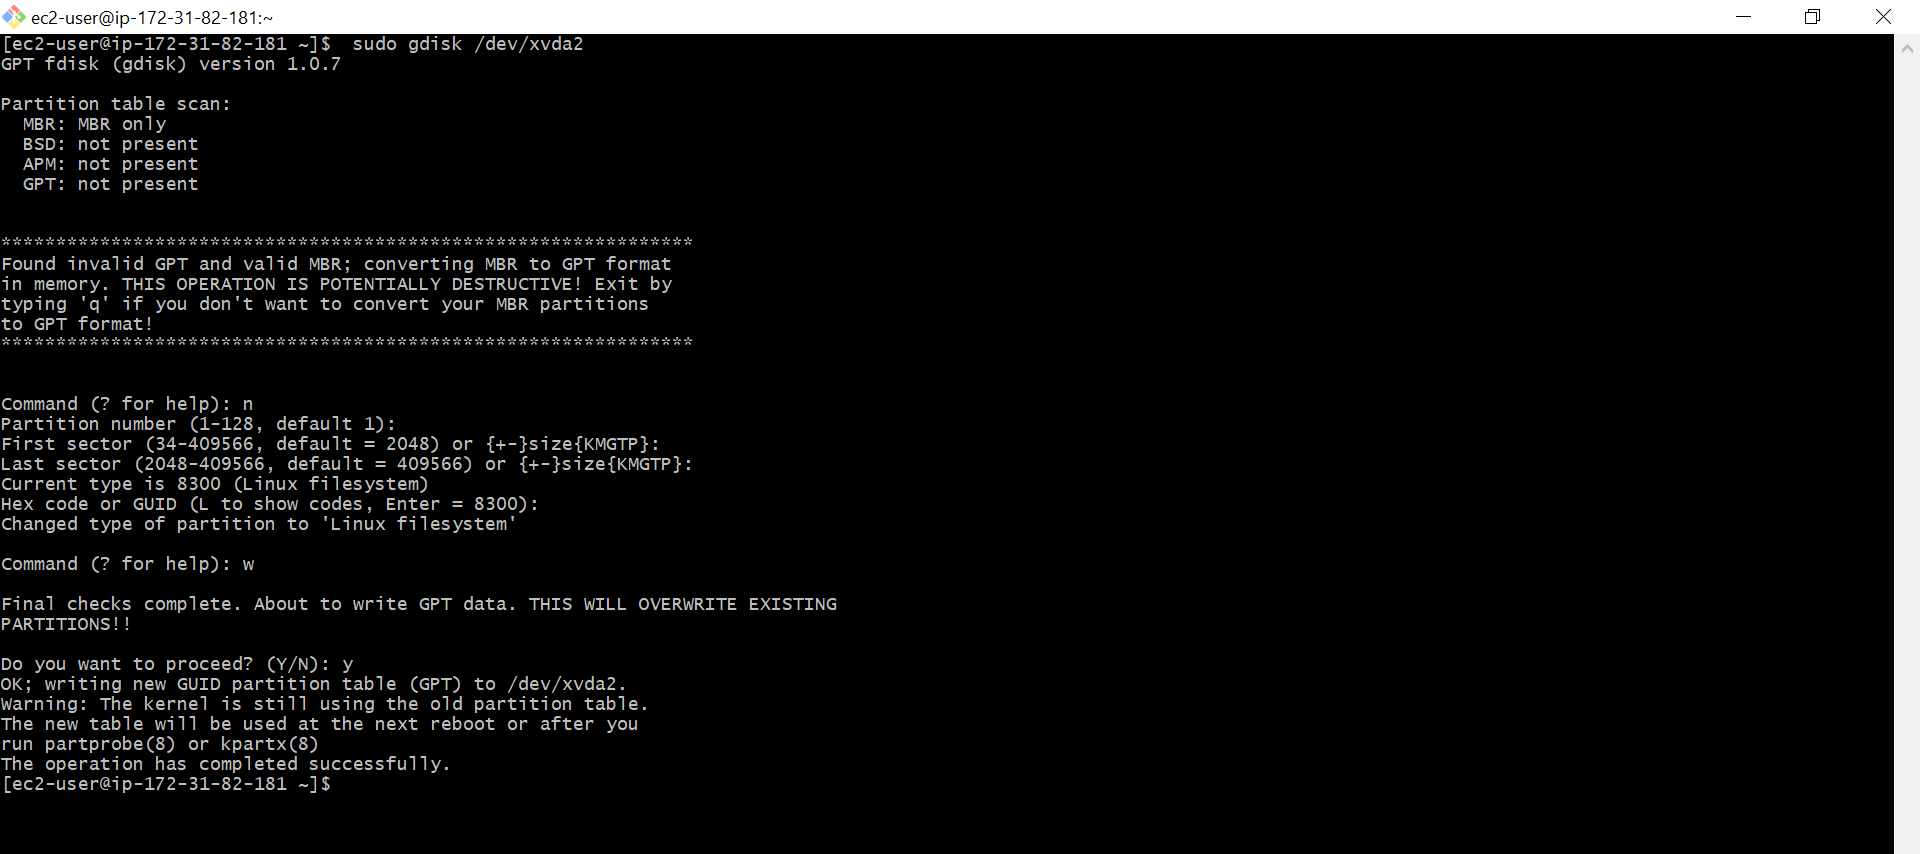 ec2-user@ip-172-31-82-181:~
[ec2-user@ip-172-31-82-181 ~]$  sudo gdisk /dev/xvda2
GPT fdisk (gdisk) version 1.0.7
Partition table scan:
  MBR: MBR only
  BSD: not present
  APM: not present
  GPT: not present
***************************************************************
Found invalid GPT and valid MBR; converting MBR to GPT format
in memory. THIS OPERATION IS POTENTIALLY DESTRUCTIVE! Exit by
typing 'q' if you don't want to convert your MBR partitions
to GPT format!
***************************************************************
Command (? for help): n
Partition number (1-128, default 1):
First sector (34-409566, default = 2048) or {+-}size{KMGTP}:
Last sector (2048-409566, default = 409566) or {+-}size{KMGTP}:
Current type is 8300 (Linux filesystem)
Hex code or GUID (L to show codes, Enter = 8300):
Changed type of partition to 'Linux filesystem'
Command (? for help): w
Final checks complete. About to write GPT data. THIS WILL OVERWRITE EXISTING
PARTITIONS!!
Do you want to proceed? (Y/N): y
OK; writing new GUID partition table (GPT) to /dev/xvda2.
Warning: The kernel is still using the old partition table.
The new table will be used at the next reboot or after you
run partprobe(8) or kpartx(8)
The operation has completed successfully.
[ec2-user@ip-172-31-82-181 ~]$